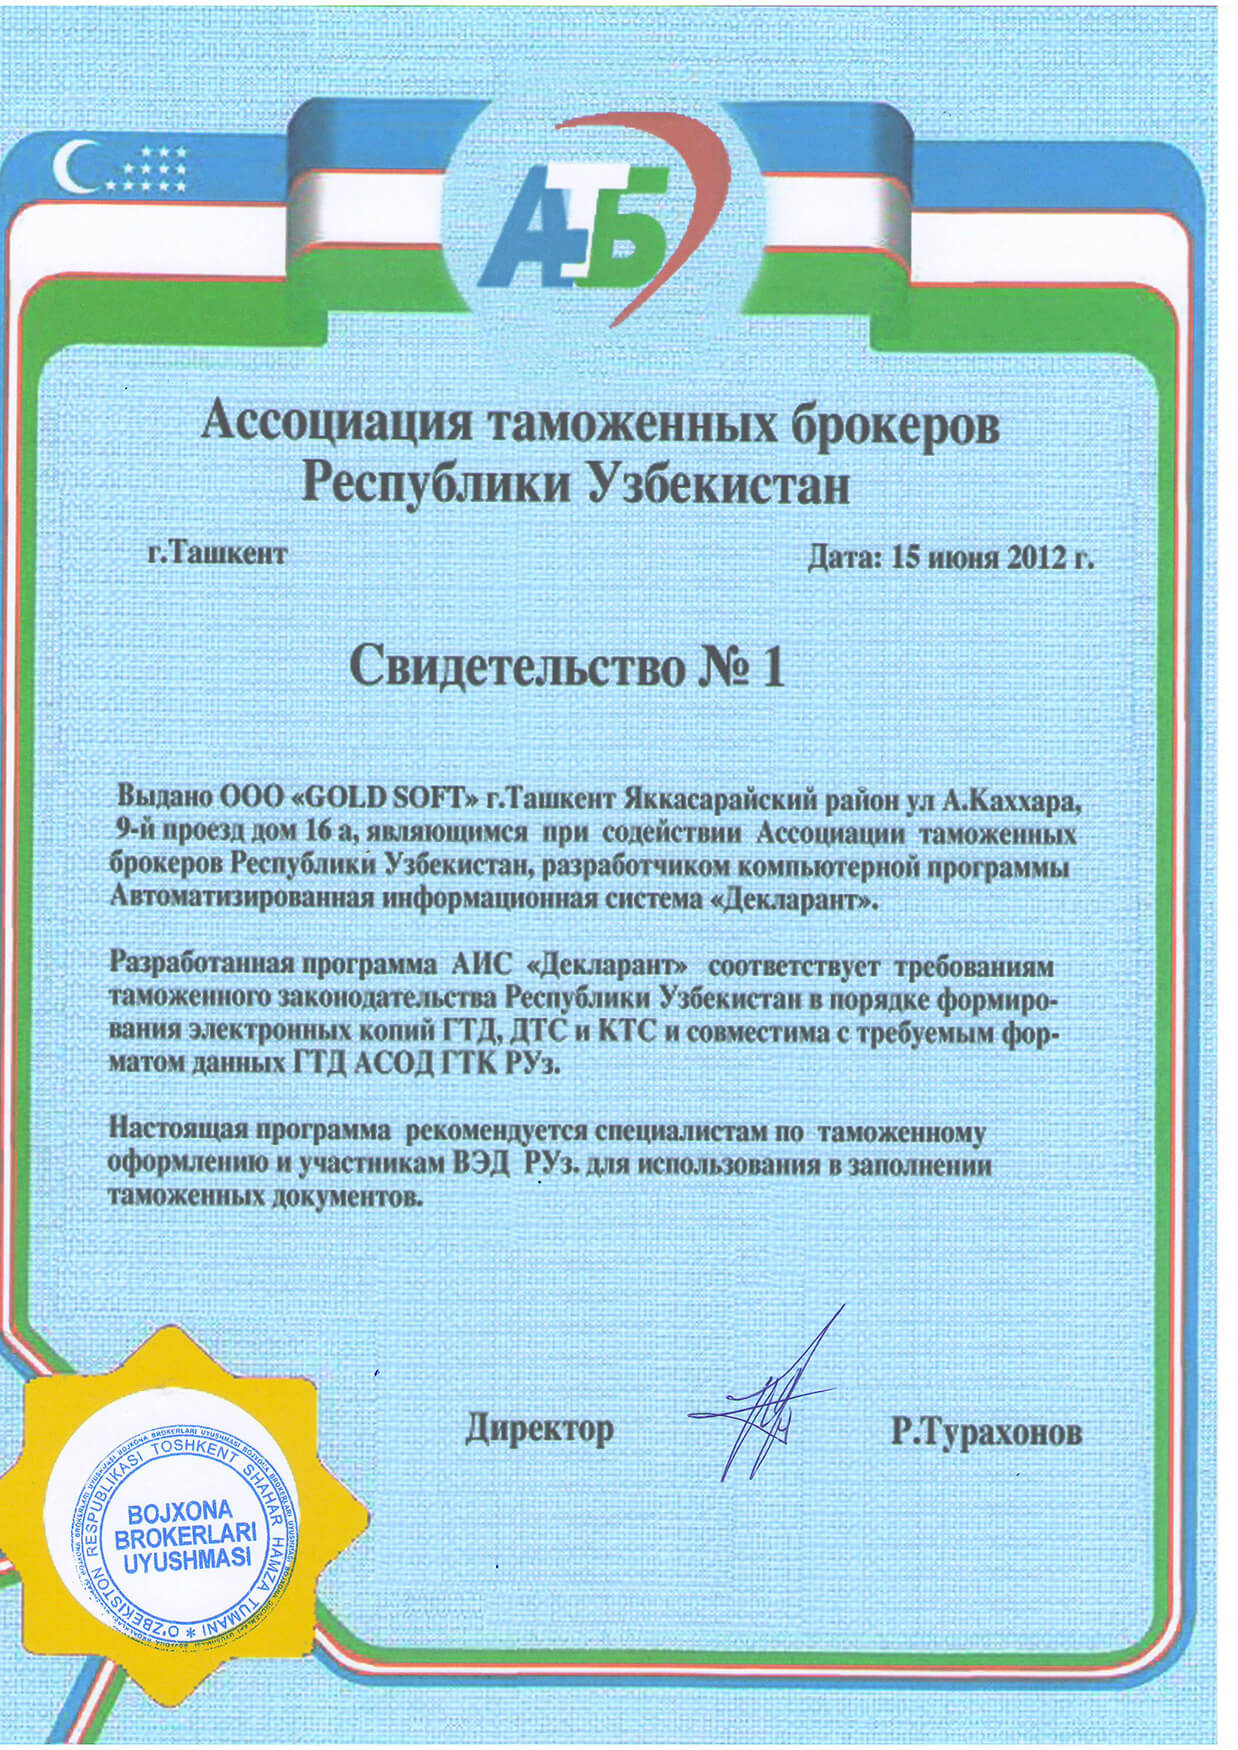 АТБ
Ассоциация таможенных брокеров
Республики Узбекистан
г.Ташкент
Дата: 15 июня 2012 г.
Свидетельство № 1
Выдано ООО «GOLD SOFT» г.Ташкент Яккасарайский район ул А.Каххара,
9-й проезд дом 16 а, являющимся при содействии Ассоциации таможенных
брокеров Республики Узбекистан, разработчиком компьютерной программы
Автоматизированная информационная система «Декларант».
Разработанная программа АИС «Декларант» соответствует требованиям
таможенного законодательства Республики Узбекистан в порядке формиро-
вания электронных копий ГТД, ДТС и КТС и совместима с требуемым фор-
матом данных ГТД АСОД ГТК РУз.
Настоящая программа рекомендуется специалистам по таможенному
оформлению и участникам ВЭД РУз. для использования в заполнении
таможенных документов.
Директор
Р.Турахонов
O'ZBEKISTON RESPUBLIKASI TOSHKENT SHAHAR HAMZA TUMANI *
BOJXONA
BROKERLARI
UYUSHMASI